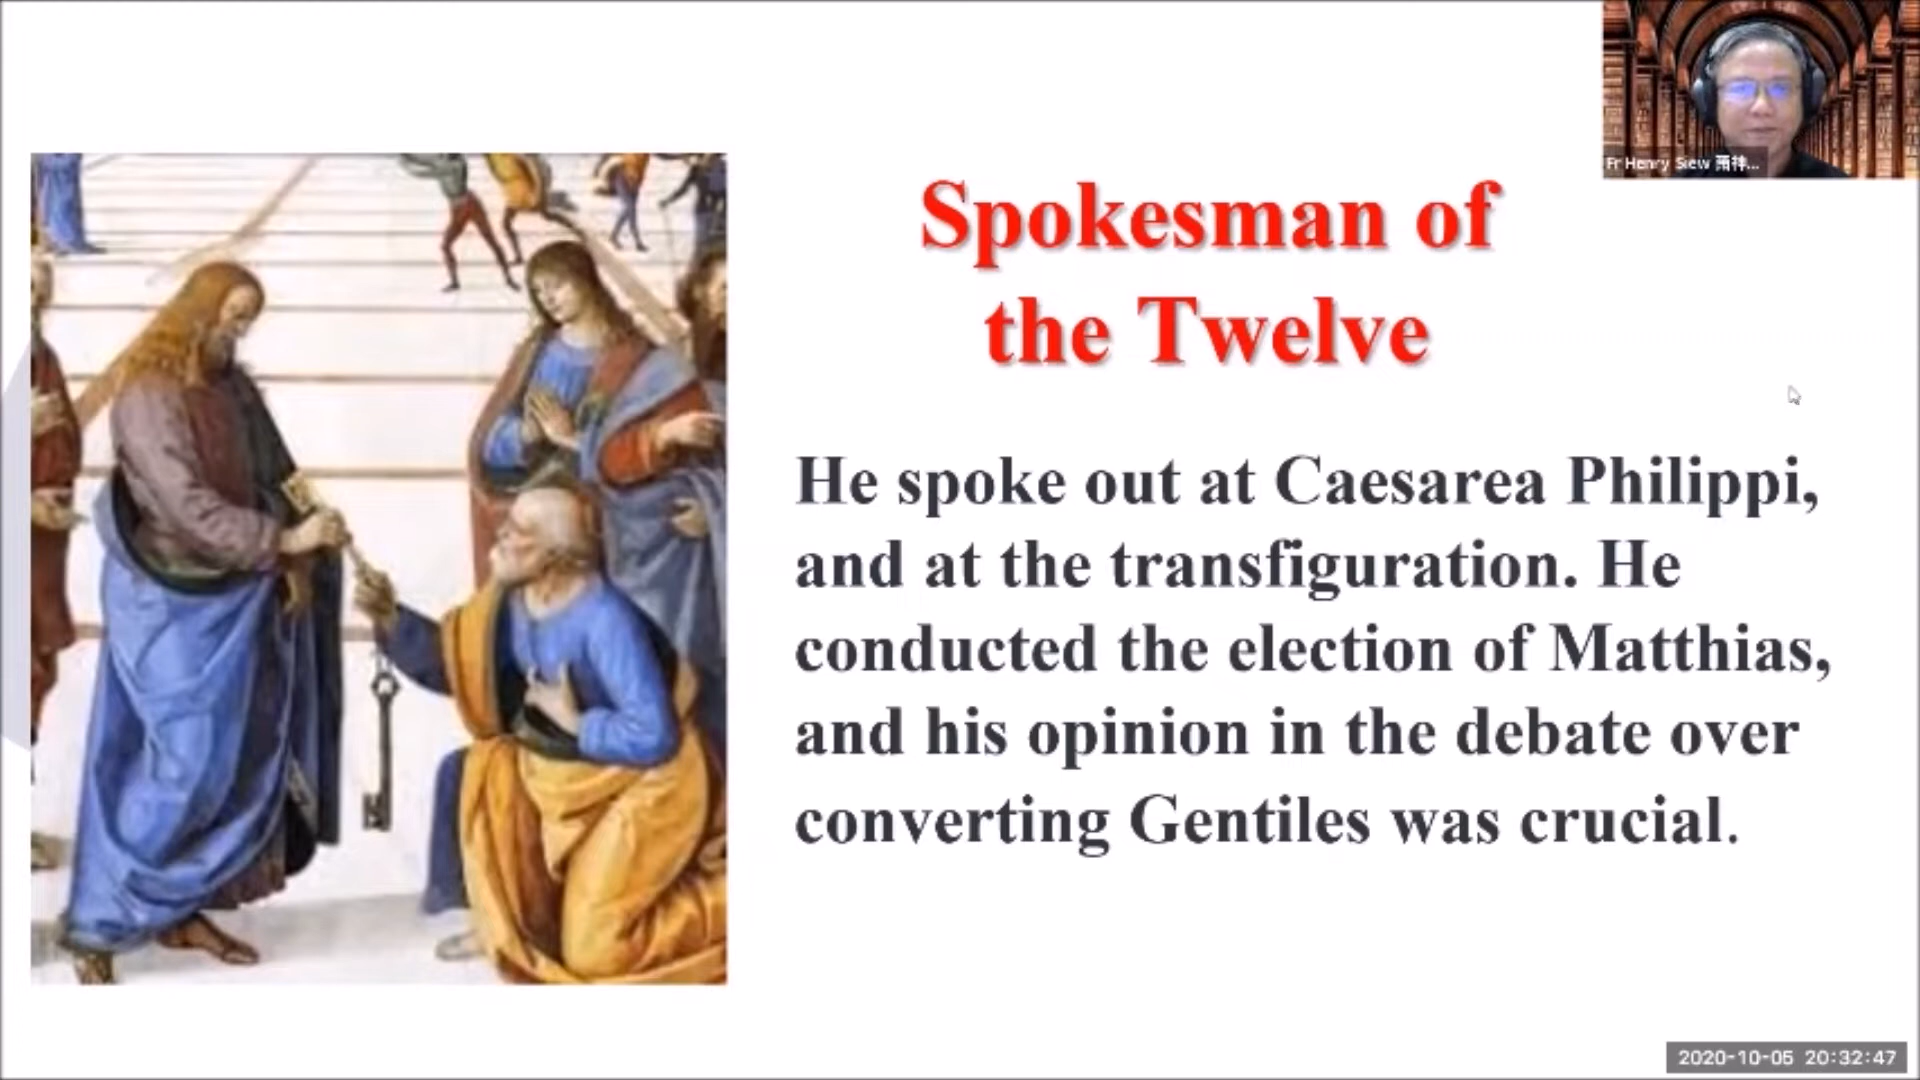 Spokesman of
the Twelve
He spoke out at Caesarea Philippi,
and at the transfiguration. He
conducted the election of Matthias,
and his opinion in the debate over
converting Gentiles was crucial.
Fr Henry Siew
2020-10-05 20:32:47